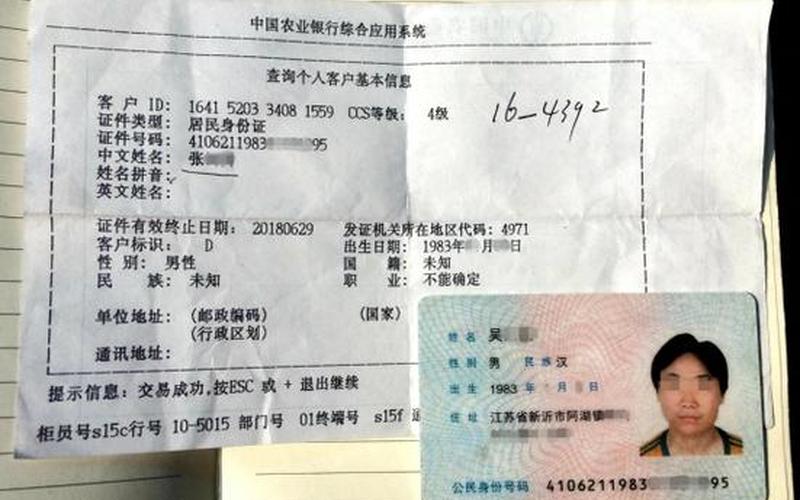 中国农业银行综合应用系统
查询个人客户基本信息
客户 ID: 1641 5203 3408 1559 CCS等级: 4级
16-4392
证件类型: 居民身份证
证件号码: 4106211983 95
中文姓名: 张
姓名拼音:
英文姓名:
证件有效终止日期: 20180629 发证机关所在地区代码: 4971
客户标识: D 出生日期: 1983年 月 日
性别: 男性 国籍: 未知
民族: 未知 职业: 不能确定
单位地址: (邮政编码) (国家)
(行政区划)
通讯地址:
提示信息: 交易成功,按ESC 或 + 退出继续
柜员号s15c行号 10-5015 部门号 01终端号 s15f
姓名 吴
性别 男 民族 汉
出生 1983 年 月 日
住址 江苏省新沂市阿湖镇
公民身份号码 4106211983 95